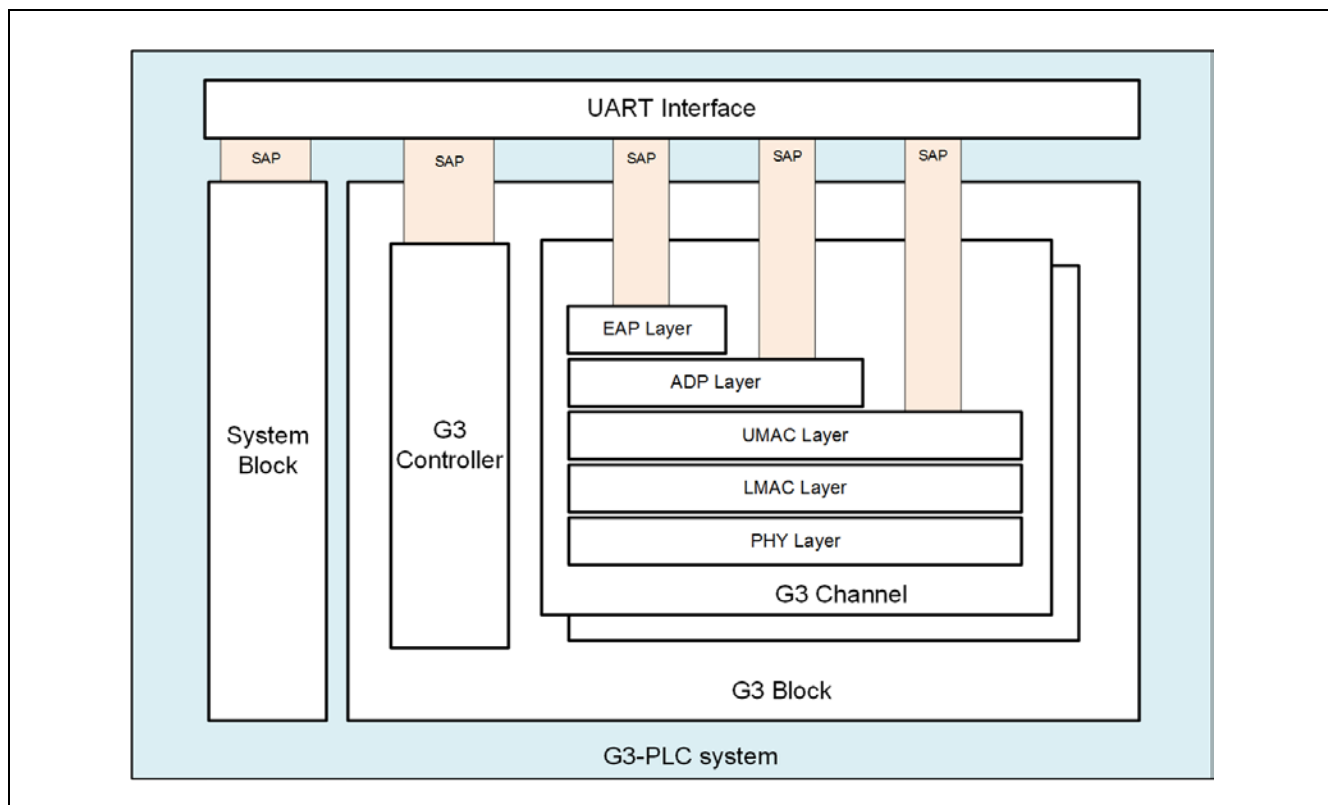 UART Interface
SAP
SAP
SAP
SAP
SAP
System
Block
G3
Controller
EAP Layer
ADP Layer
UMAC Layer
LMAC Layer
PHY Layer
G3 Channel
G3 Block
G3-PLC system